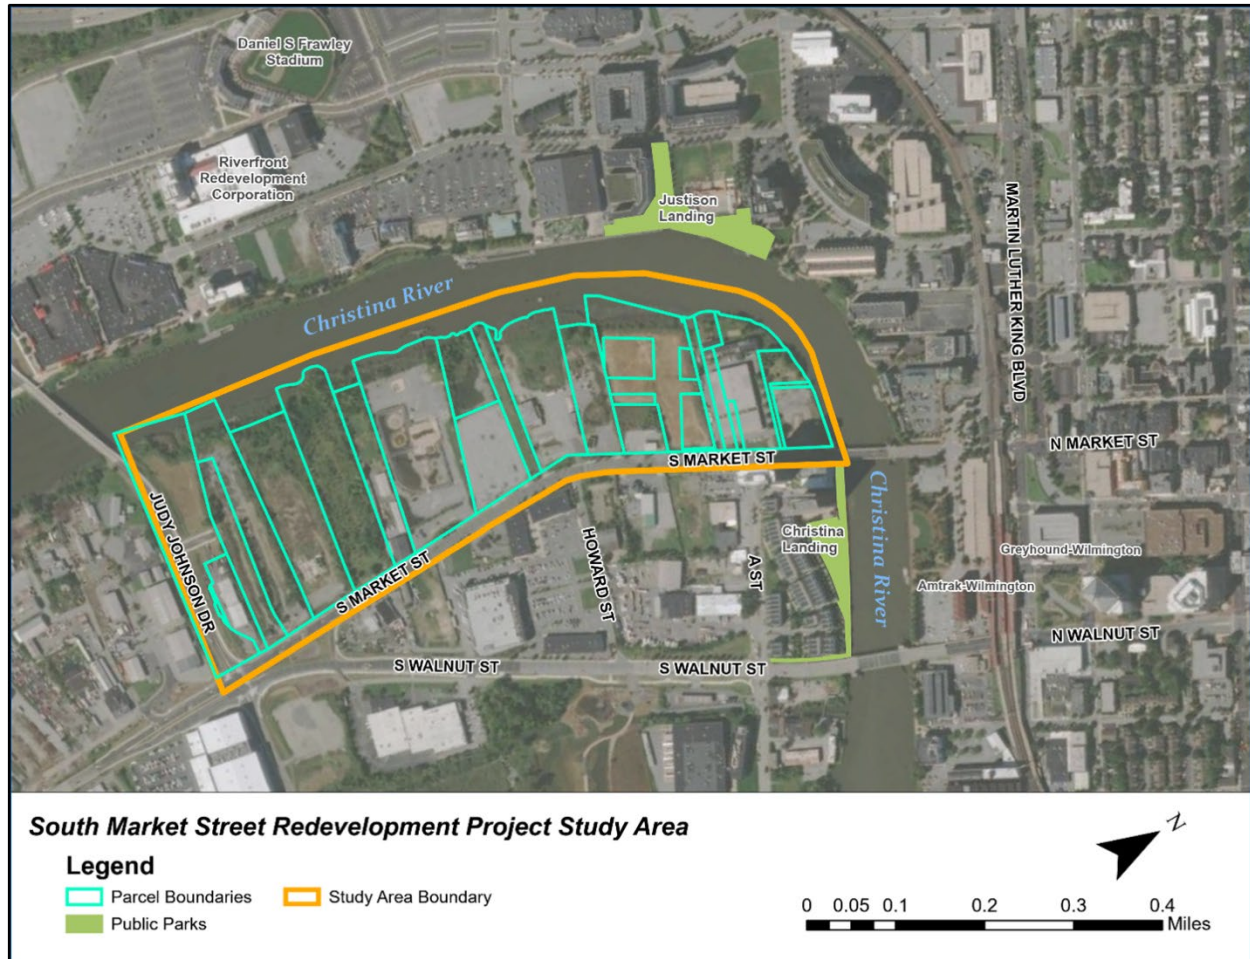 Daniel S Frawley
Stadium
Riverfront
Redevelopment
Corporation
Justison
Landing
MARTIN LUTHER KING BLVD
Christina River
N MARKET ST
S MARKET ST
JUDY JOHNSON DR
S MARKET ST
HOWARD ST
A ST
Christina
Landing
Christina River
Greyhound-Wilmington
Amtrak-Wilmington
N WALNUT ST
S WALNUT ST
S WALNUT ST
South Market Street Redevelopment Project Study Area
Legend
Parcel Boundaries
Study Area Boundary
Public Parks
N
0 0.05 0.1 0.2 0.3 0.4
Miles